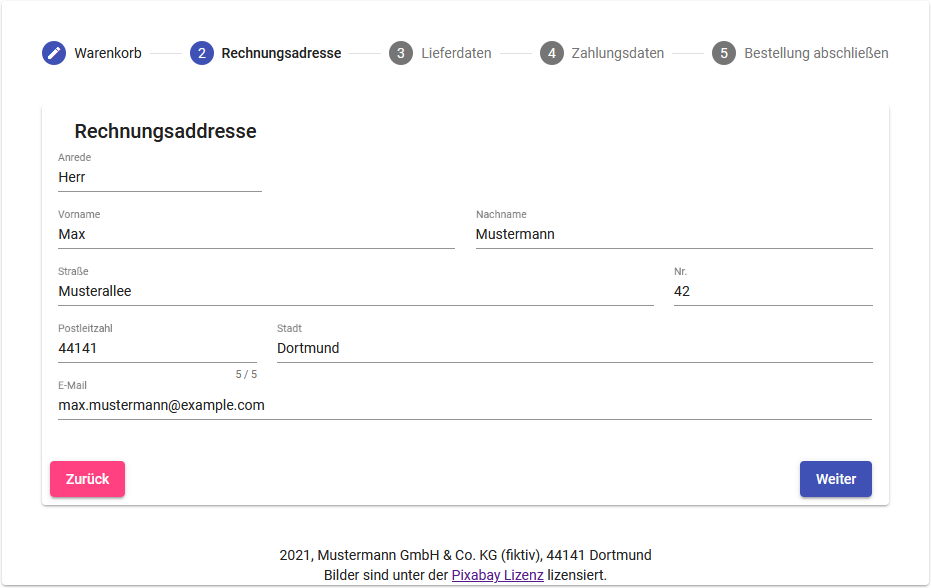 Warenkorb 2 Rechnungsadresse 3 Lieferdaten 4 Zahlungsdaten 5 Bestellung abschließen
Rechnungsaddresse
Anrede
Herr
Vorname Nachname
Max Mustermann
Straße Nr.
Musterallee 42
Postleitzahl Stadt
44141 Dortmund
5 / 5
E-Mail
max.mustermann@example.com
Zurück Weiter
2021, Mustermann GmbH & Co. KG (fiktiv), 44141 Dortmund
Bilder sind unter der Pixabay Lizenz lizensiert.